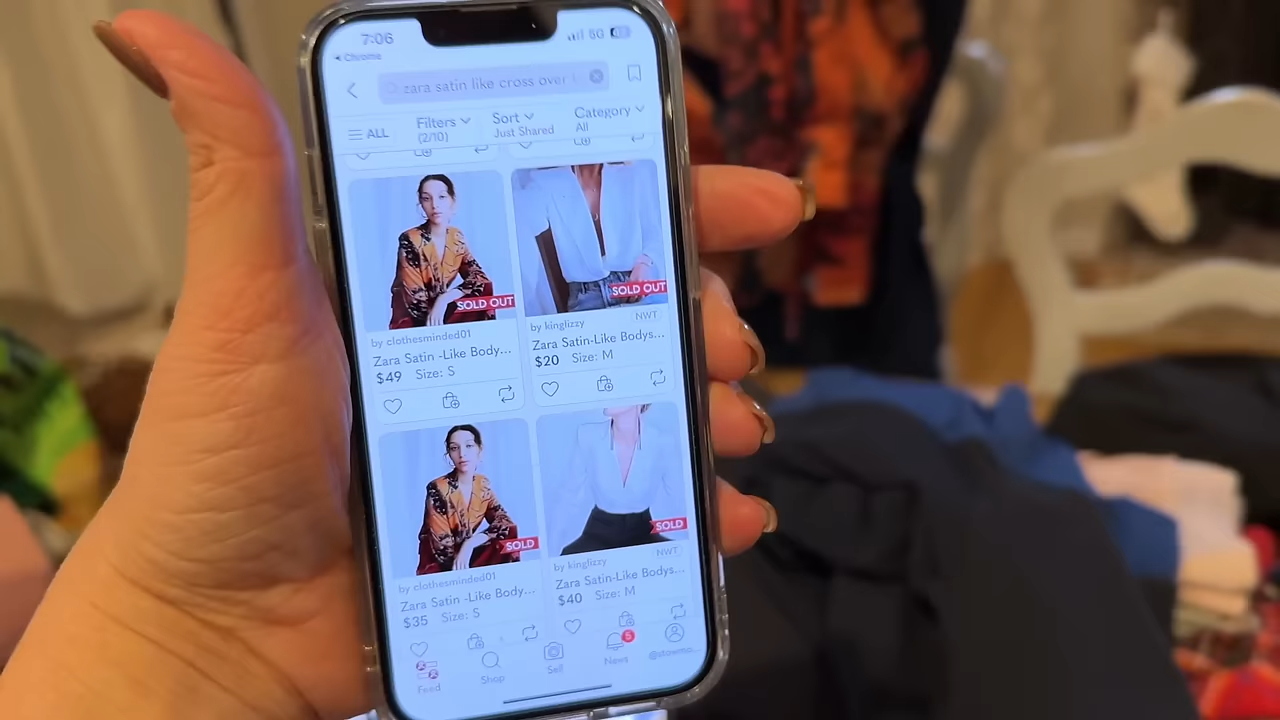 7:06
5G
Chrome
zara satin like cross over
ALL
Filters
(2/10)
Sort
Just Shared
Category
All
SOLD OUT
SOLD OUT
NWT
by clothesminded01
Zara Satin -Like Body...
$49 Size: S
by kinglizzy
Zara Satin-Like Bodys...
$20 Size: M
SOLD
SOLD
NWT
by clothesminded01
Zara Satin -Like Body...
$35 Size: S
by kinglizzy
Zara Satin-Like Bodys...
$40 Size: M
5
Feed
Shop
Sell
News